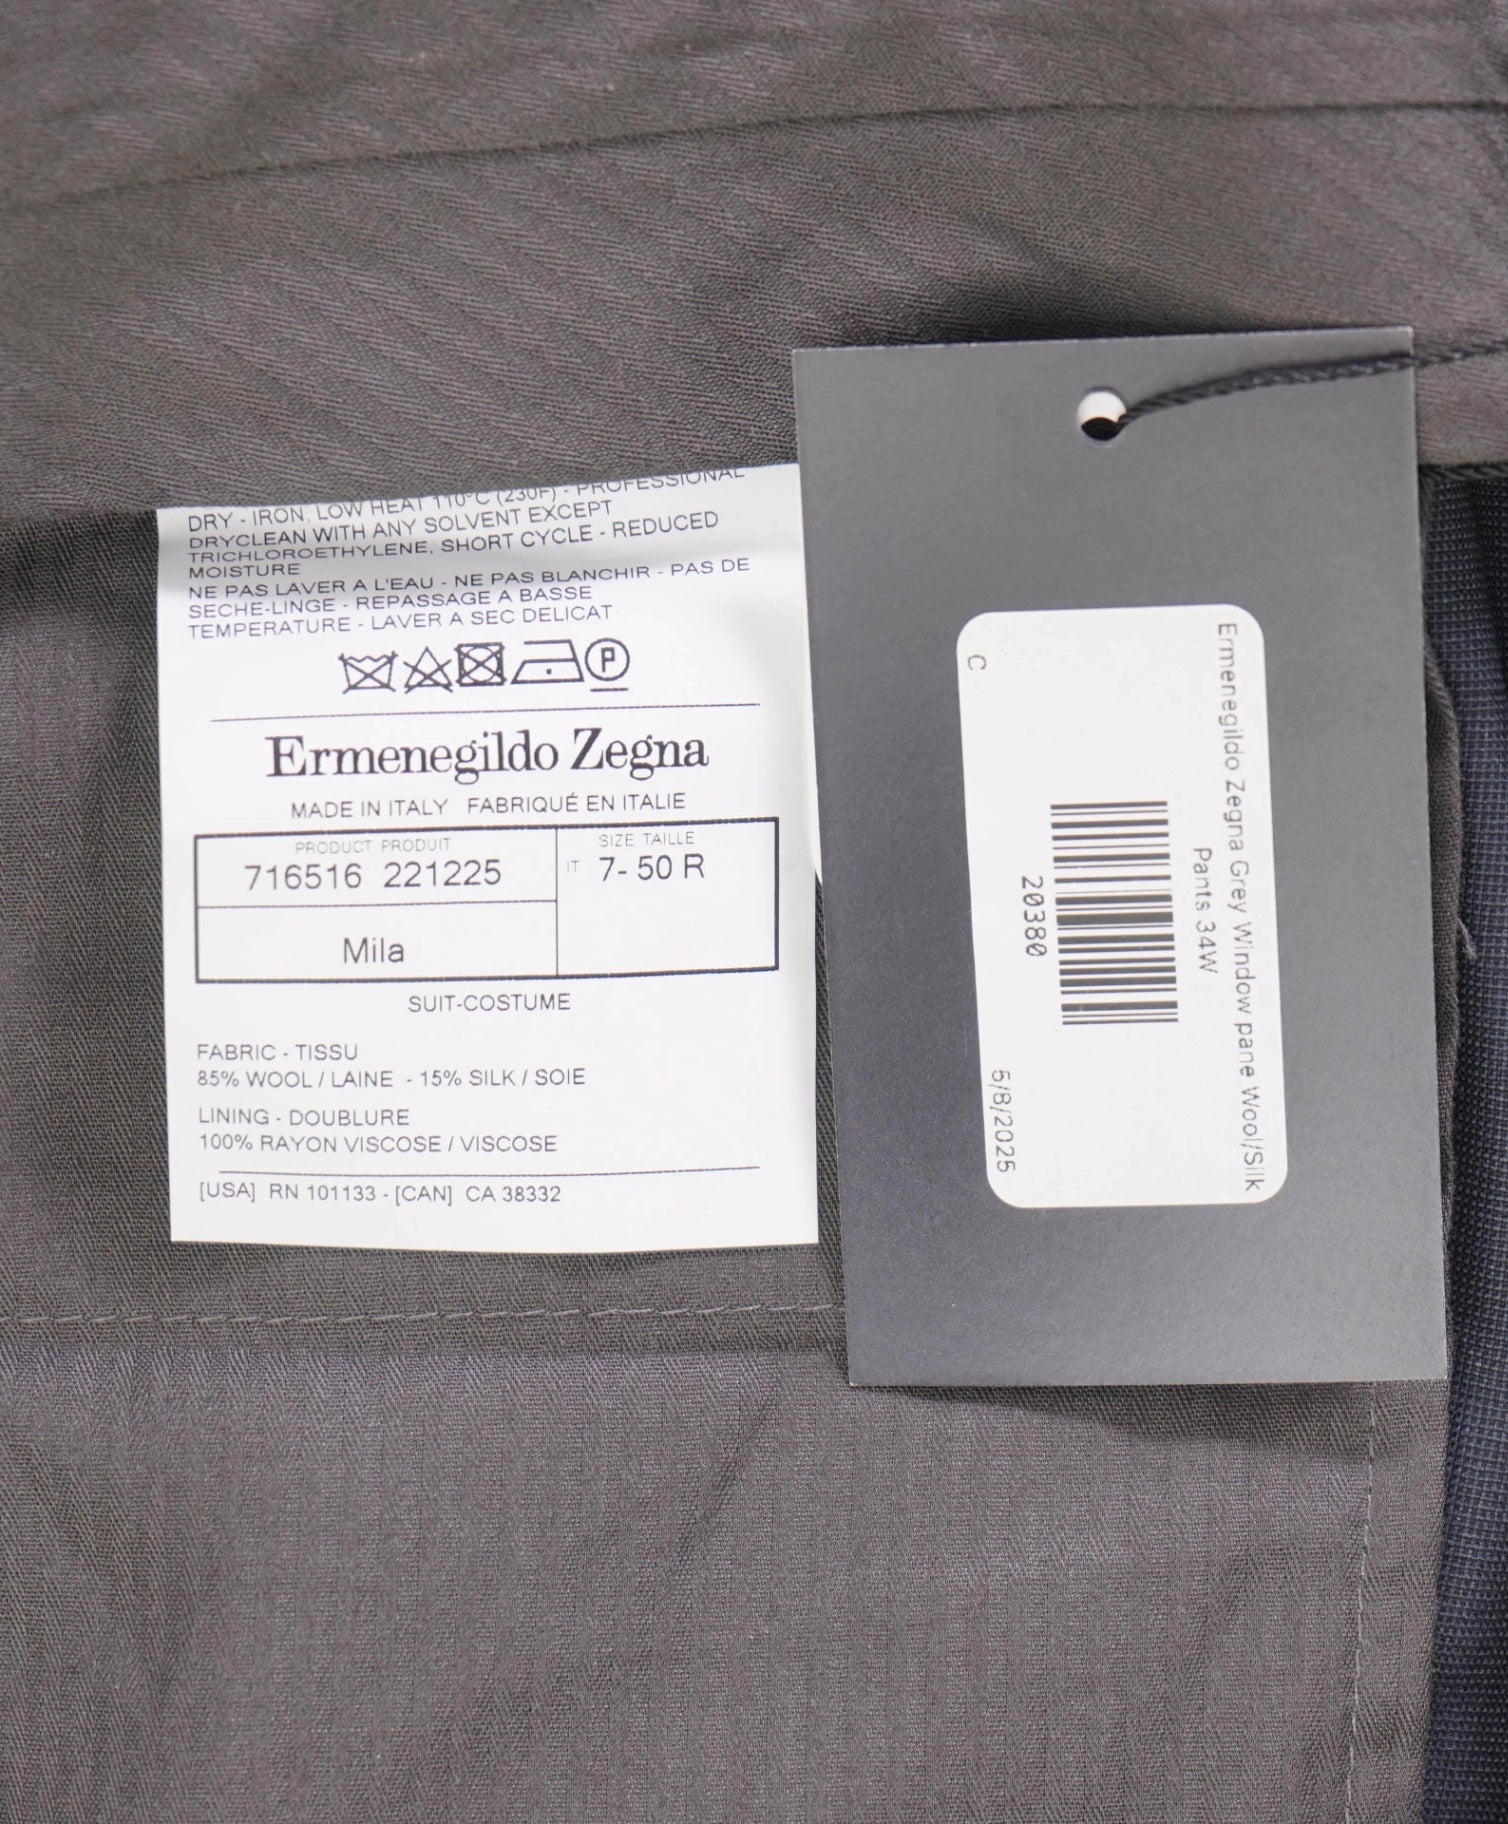 DRY - IRON, LOW HEAT 110°C (230F) - PROFESSIONAL
DRYCLEAN WITH ANY SOLVENT EXCEPT
TRICHLOROETHYLENE, SHORT CYCLE - REDUCED
MOISTURE
NE PAS LAVER A L'EAU - NE PAS BLANCHIR - PAS DE
SECHE-LINGE - REPASSAGE A BASSE
TEMPERATURE - LAVER A SEC DELICAT
P
Ermenegildo Zegna
MADE IN ITALY FABRIQUÉ EN ITALIE
PRODUCT PRODUIT
716516 221225
Mila
SIZE TAILLE
IT 7- 50 R
SUIT-COSTUME
FABRIC - TISSU
85% WOOL / LAINE - 15% SILK / SOIE
LINING - DOUBLURE
100% RAYON VISCOSE / VISCOSE
[USA] RN 101133 - [CAN] CA 38332
Ermenegildo Zegna Grey Window pane Wool/Silk
Pants 34W
20380
C
5/8/2025